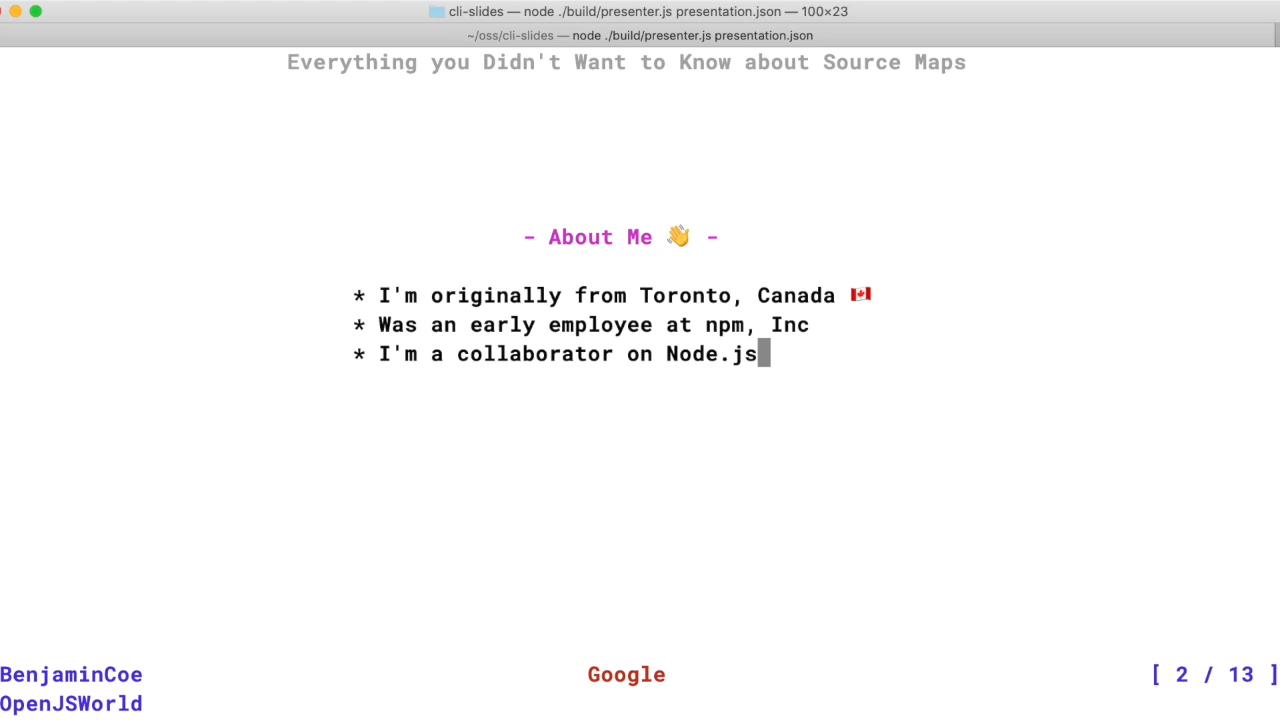 cli-slides — node ./build/presenter.js presentation.json — 100×23
~/oss/cli-slides — node ./build/presenter.js presentation.json
Everything you Didn't Want to Know about Source Maps
- About Me 👋 -
* I'm originally from Toronto, Canada 🇨🇦
* Was an early employee at npm, Inc
* I'm a collaborator on Node.js
BenjaminCoe
Google
[ 2 / 13 ]
OpenJSWorld